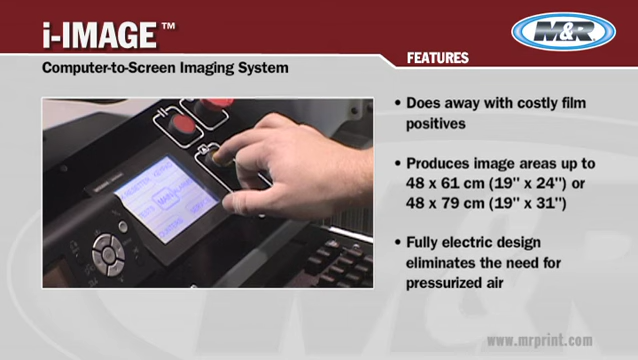 i-IMAGE™
M&R®
Computer-to-Screen Imaging System
FEATURES
• Does away with costly film
positives
• Produces image areas up to
48 x 61 cm (19" x 24") or
48 x 79 cm (19" x 31")
• Fully electric design
eliminates the need for
pressurized air
MAIN
www.mrprint.com